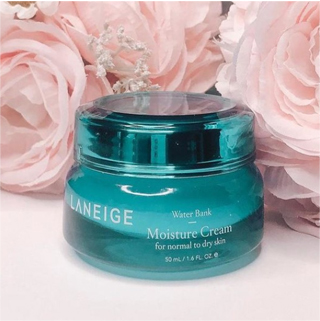 LANEIGE
Water Bank
Moisture Cream
for normal to dry skin
50 mL / 1.6 FL. OZ ℮